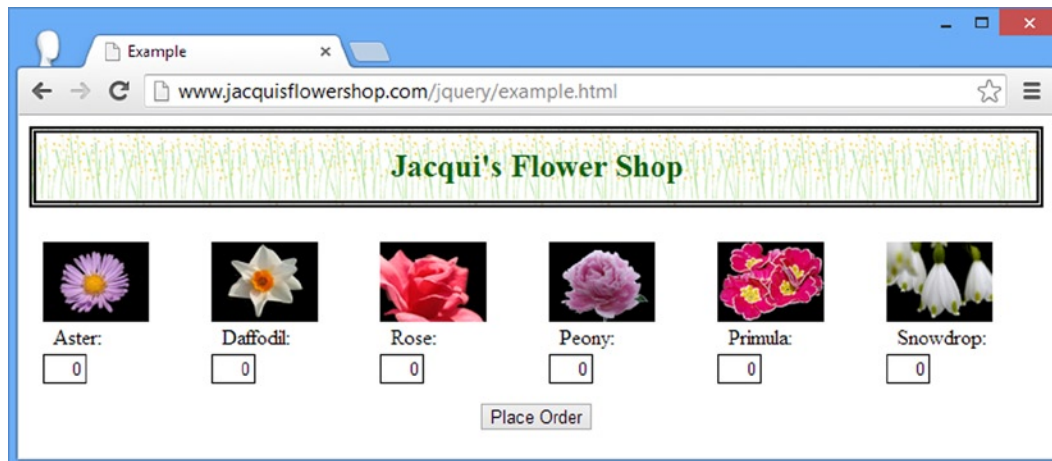 Example
www.jacquisflowershop.com/jquery/example.html
Jacqui's Flower Shop
Aster: Daffodil: Rose: Peony: Primula: Snowdrop:
0 0 0 0 0 0
Place Order